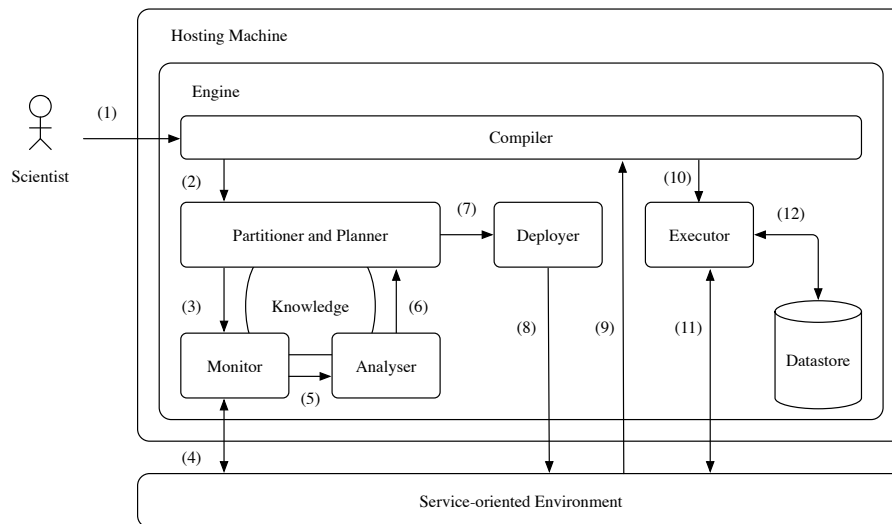 Hosting Machine
Engine
(1)
Compiler
Scientist
(2)
(10)
(7)
(12)
Partitioner and Planner
Deployer
Executor
(3)
Knowledge
(6)
(8)
(9)
(11)
Monitor
Analyser
Datastore
(5)
(4)
Service-oriented Environment